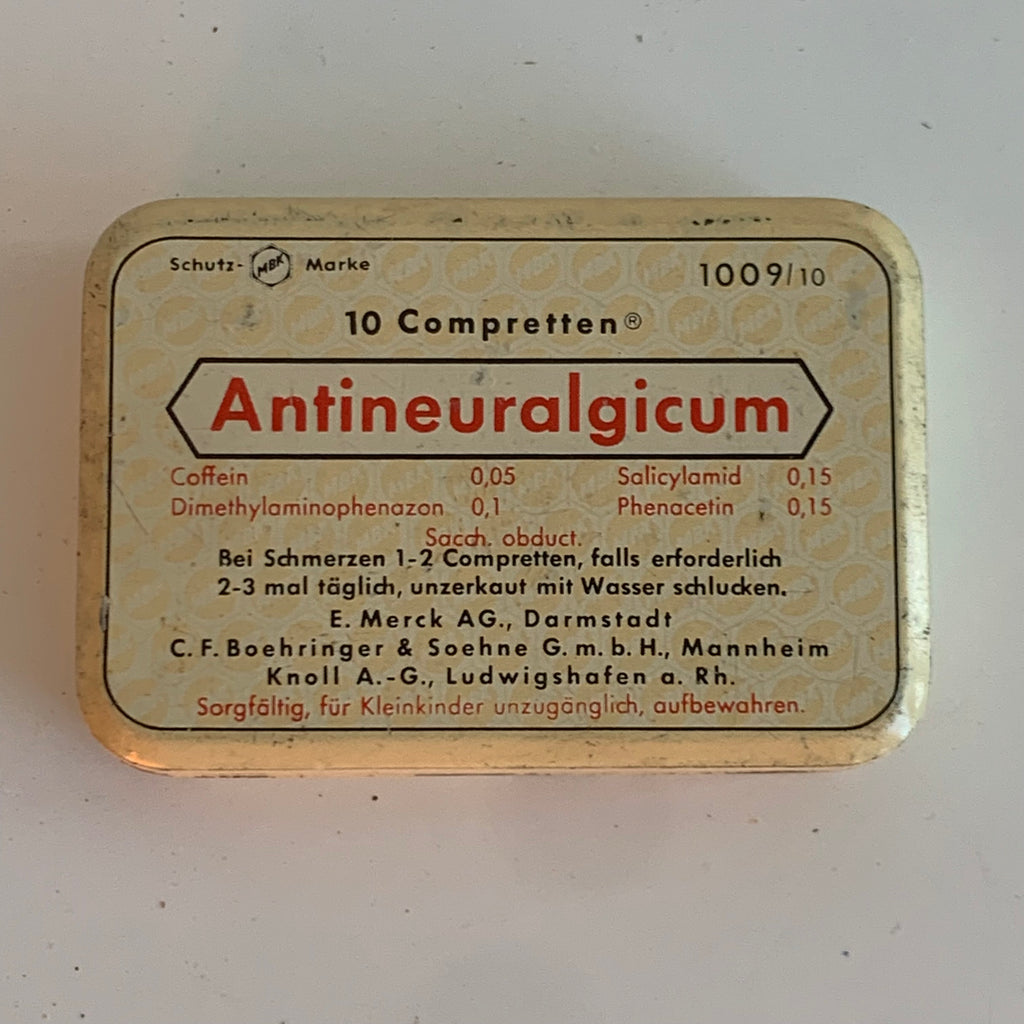 Schutz- MBK Marke 1009/10
10 Compretten®
Antineuralgicum
Coffein 0,05 Salicylamid 0,15
Dimethylaminophenazon 0,1 Phenacetin 0,15
Sacch. obduct.
Bei Schmerzen 1-2 Compretten, falls erforderlich
2-3 mal täglich, unzerkaut mit Wasser schlucken.
E. Merck AG., Darmstadt
C. F. Boehringer & Soehne G. m. b. H., Mannheim
Knoll A.-G., Ludwigshafen a. Rh.
Sorgfältig, für Kleinkinder unzugänglich, aufbewahren.